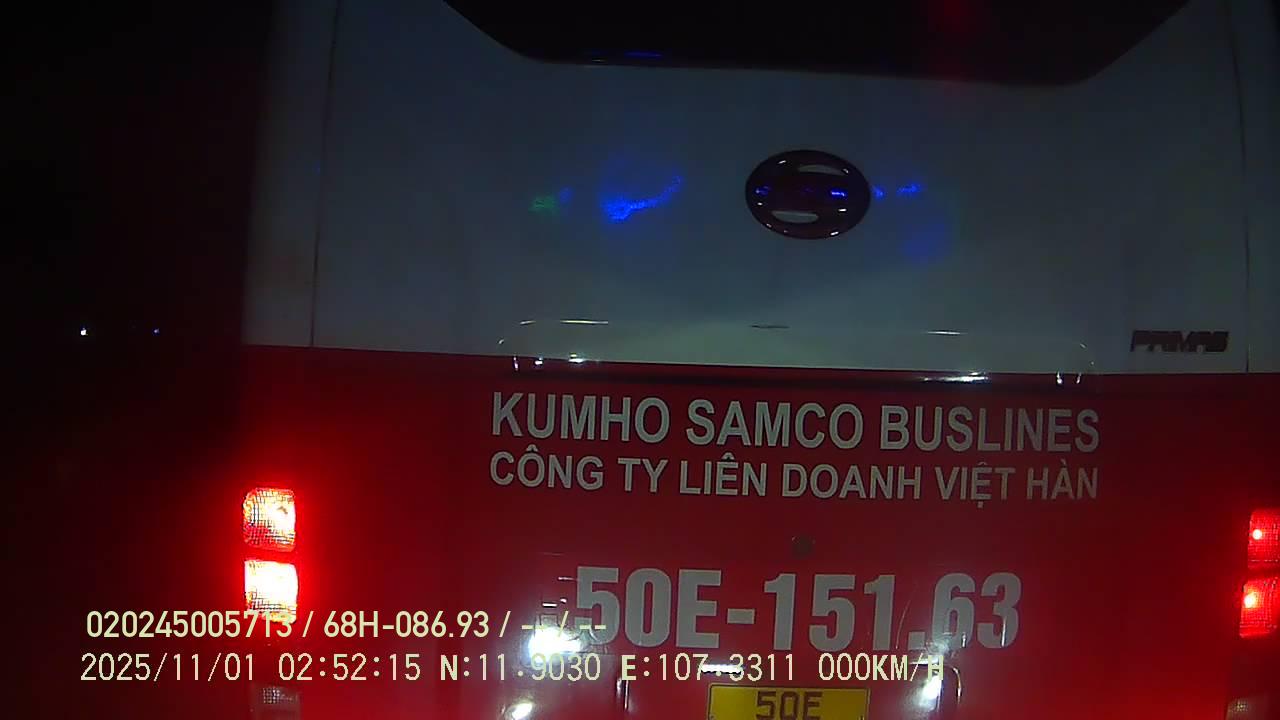 PRIMAS
KUMHO SAMCO BUSLINES
CÔNG TY LIÊN DOANH VIỆT HÀN
50E-151.63
020245005713 / 68H-086.93 / --/--
2025/11/01 02:52:15 N:11.9030 E:107.3311 000KM/H
50E